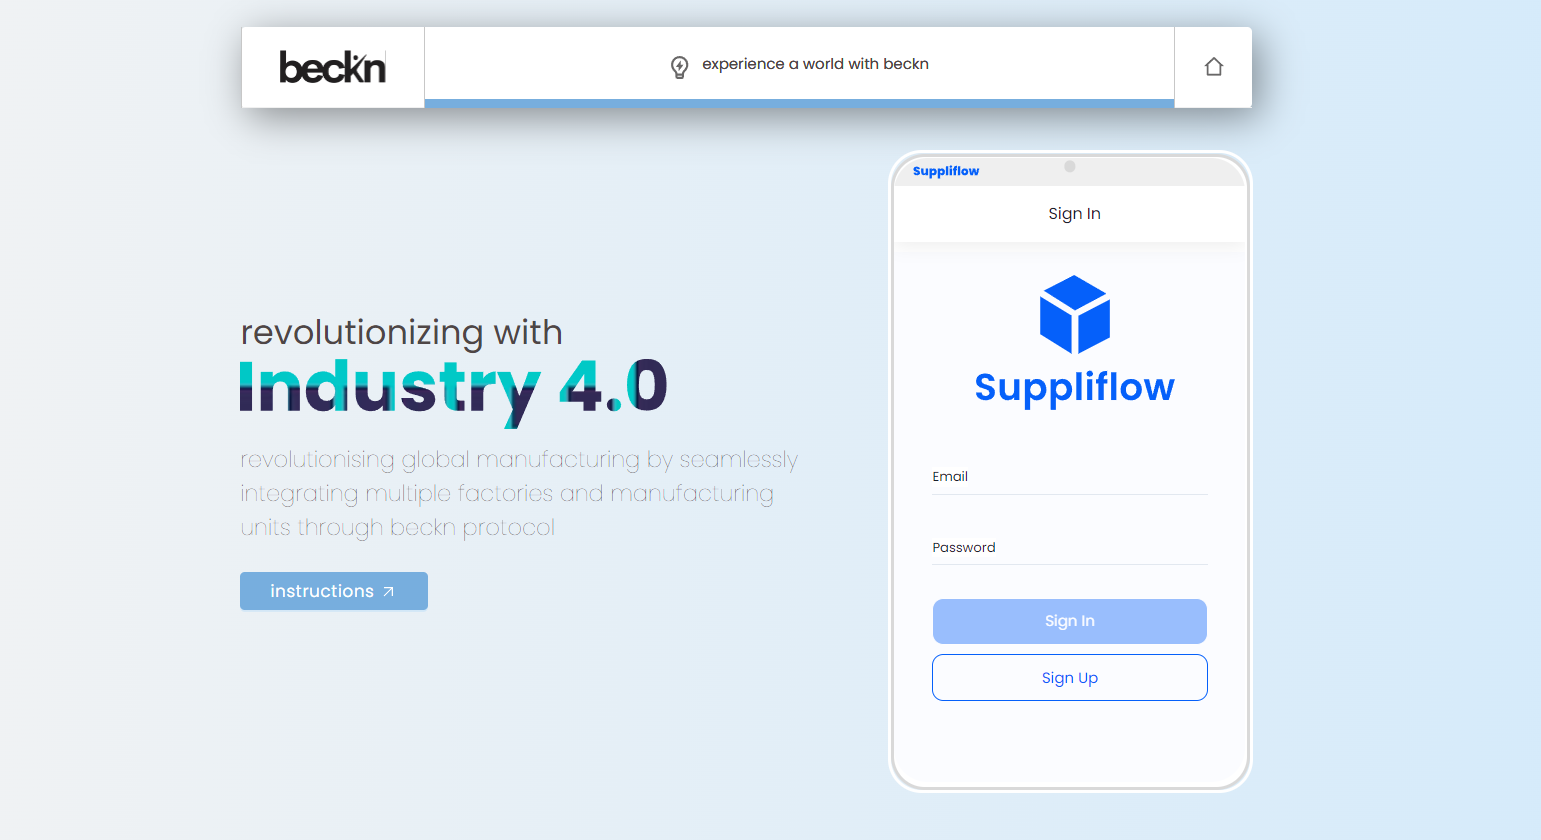 beckn
experience a world with beckn
Suppliflow
Sign In
revolutionizing with
Industry 4.0
revolutionising global manufacturing by seamlessly
integrating multiple factories and manufacturing
units through beckn protocol
instructions
Suppliflow
Email
Password
Sign In
Sign Up